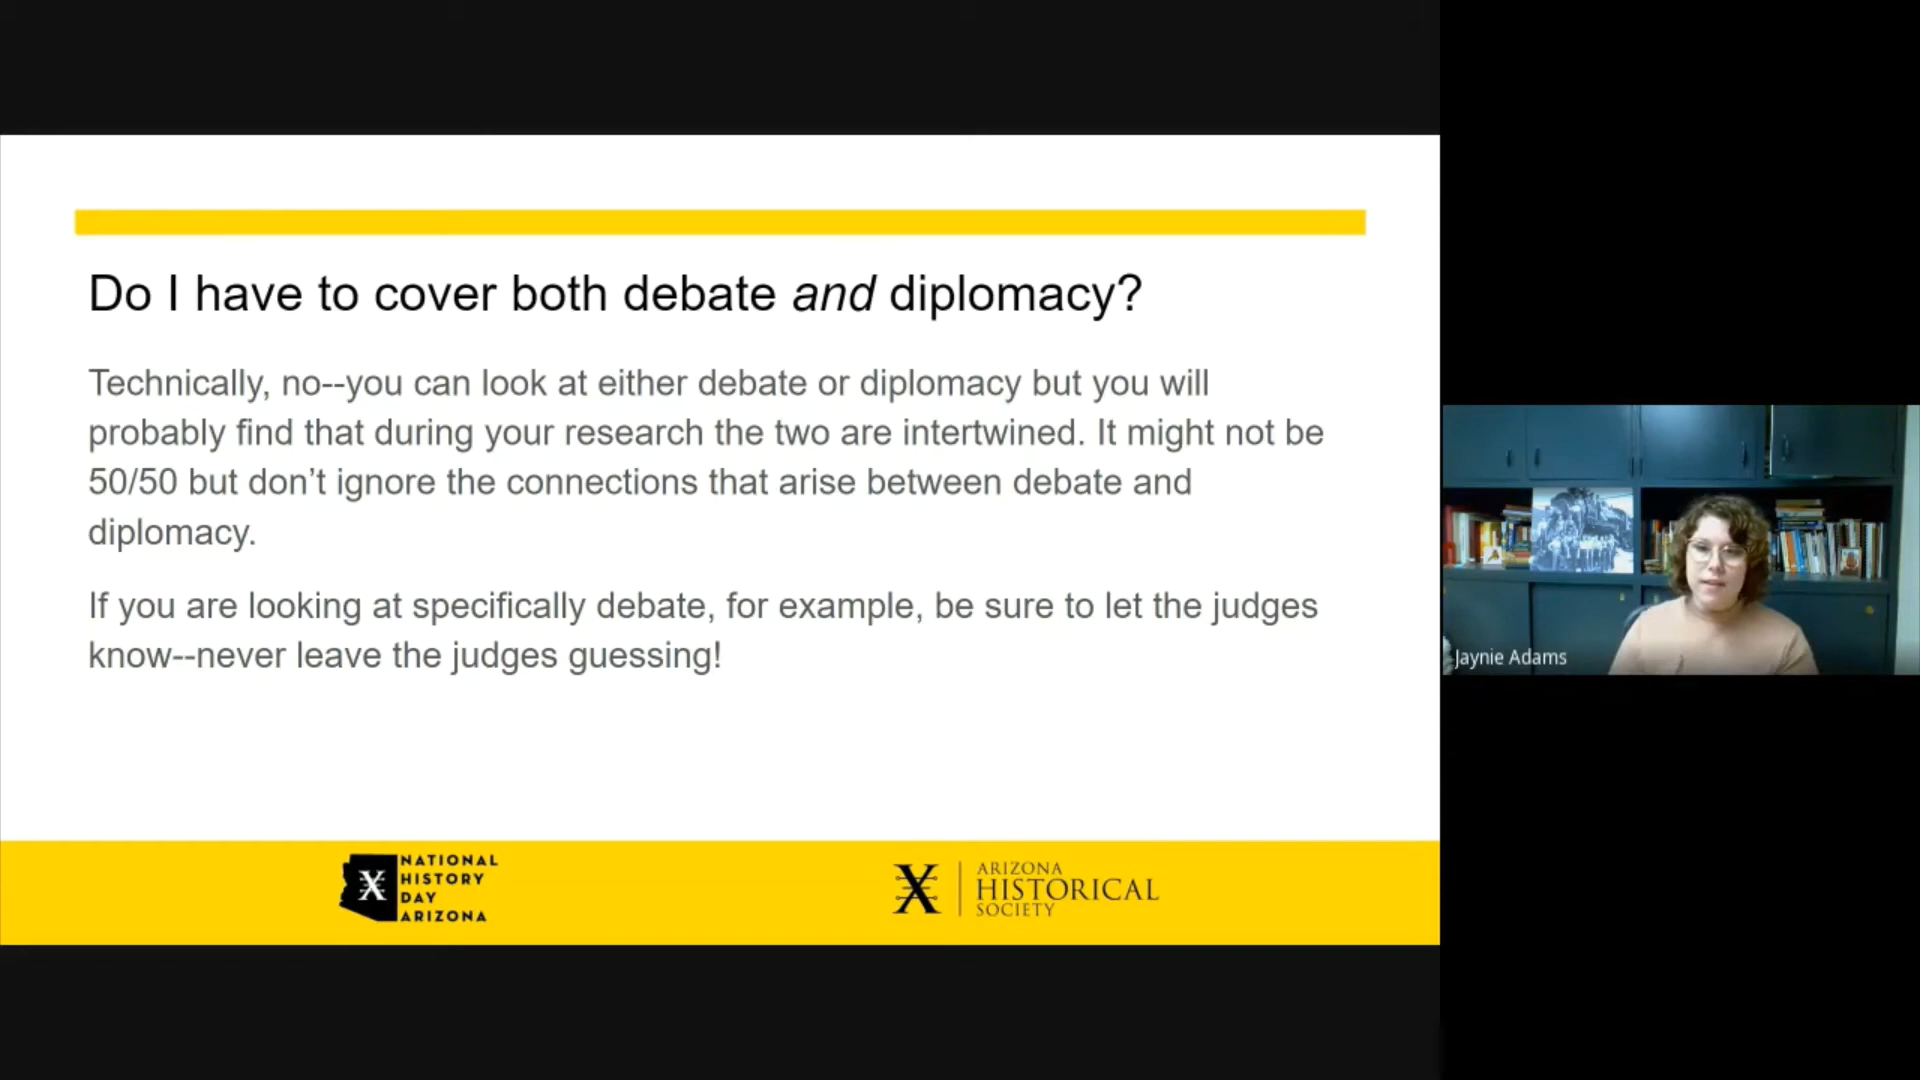 Do I have to cover both debate and diplomacy?
Technically, no--you can look at either debate or diplomacy but you will
probably find that during your research the two are intertwined. It might not be
50/50 but don’t ignore the connections that arise between debate and
diplomacy.
If you are looking at specifically debate, for example, be sure to let the judges
know--never leave the judges guessing!
Jaynie Adams
NATIONAL
HISTORY
DAY
ARIZONA
ARIZONA
HISTORICAL
SOCIETY